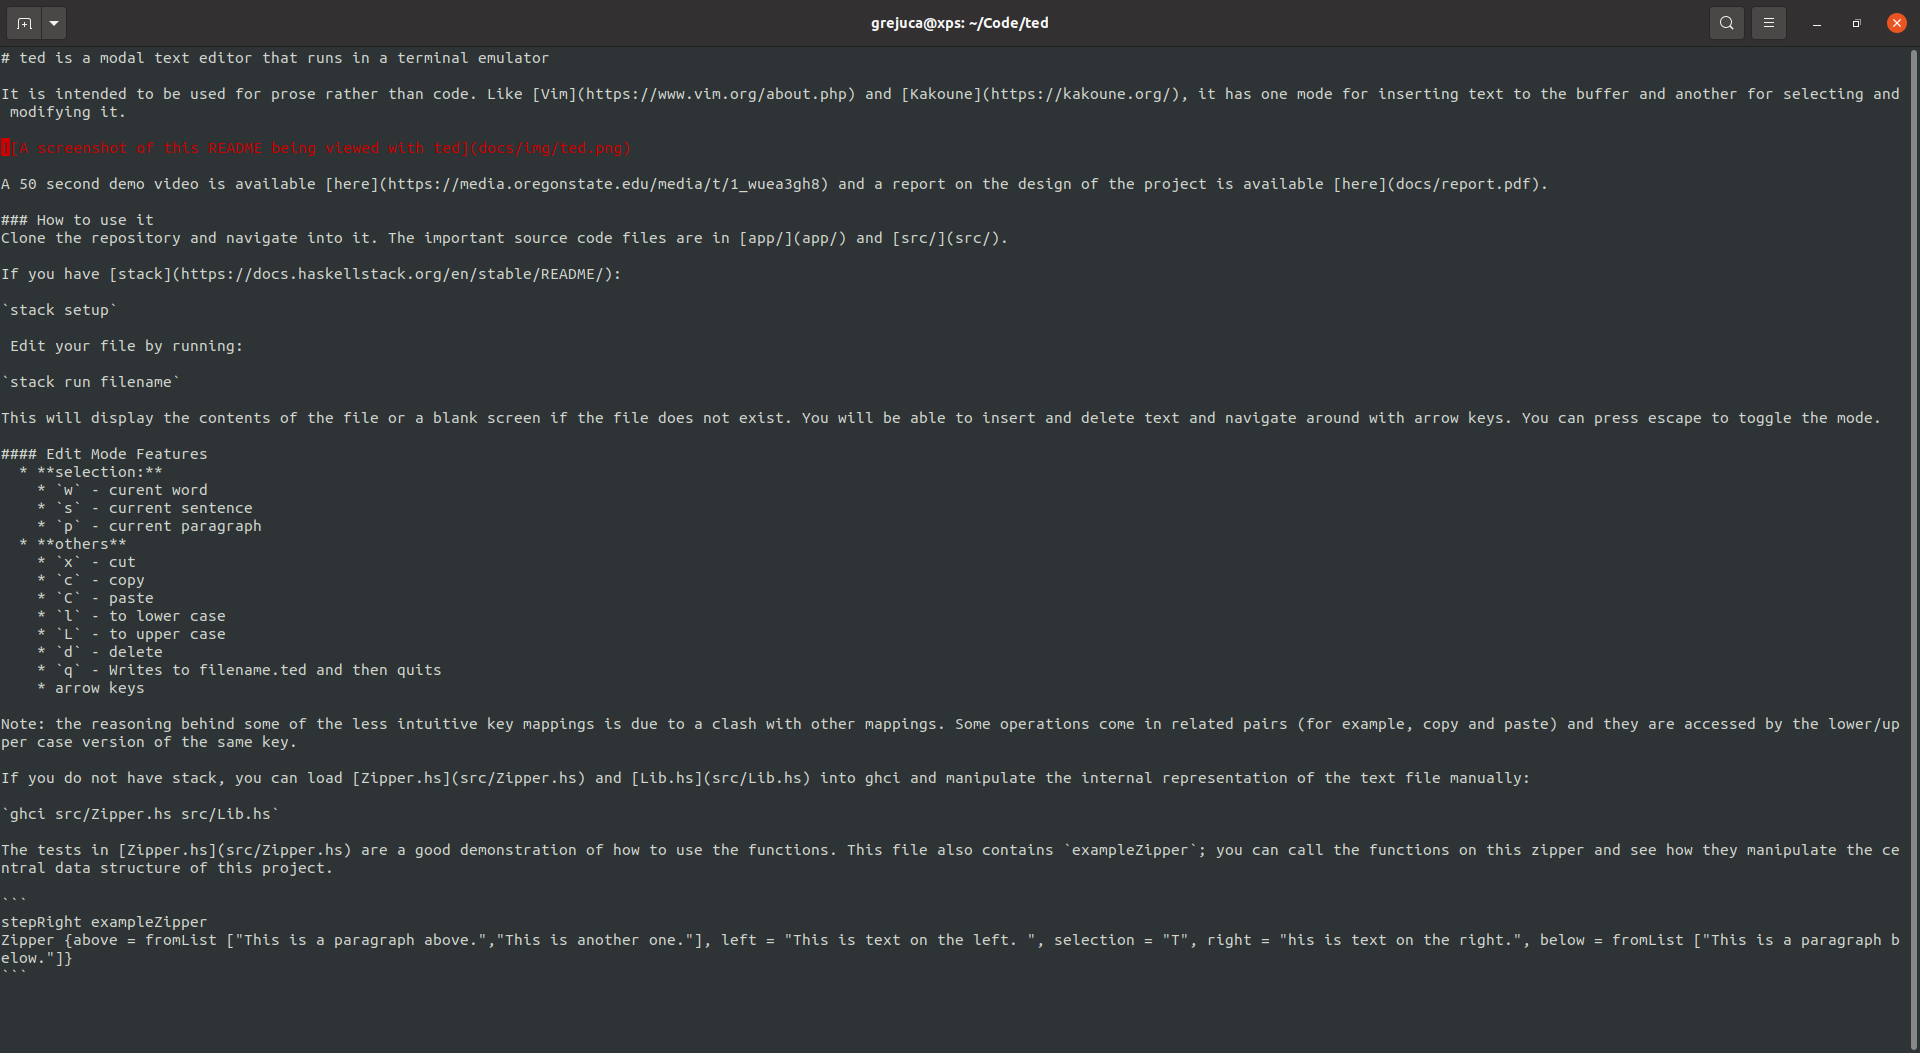 grejuca@xps: ~/Code/ted
# ted is a modal text editor that runs in a terminal emulator
It is intended to be used for prose rather than code. Like [Vim](https://www.vim.org/about.php) and [Kakoune](https://kakoune.org/), it has one mode for inserting text to the buffer and another for selecting and
modifying it.
![A screenshot of this README being viewed with ted](docs/img/ted.png)
A 50 second demo video is available [here](https://media.oregonstate.edu/media/t/1_wuea3gh8) and a report on the design of the project is available [here](docs/report.pdf).
### How to use it
Clone the repository and navigate into it. The important source code files are in [app/](app/) and [src/](src/).
If you have [stack](https://docs.haskellstack.org/en/stable/README/):
`stack setup`
Edit your file by running:
`stack run filename`
This will display the contents of the file or a blank screen if the file does not exist. You will be able to insert and delete text and navigate around with arrow keys. You can press escape to toggle the mode.
#### Edit Mode Features
* **selection:**
* `w` - curent word
* `s` - current sentence
* `p` - current paragraph
* **others**
* `x` - cut
* `c` - copy
* `C` - paste
* `l` - to lower case
* `L` - to upper case
* `d` - delete
* `q` - Writes to filename.ted and then quits
* arrow keys
Note: the reasoning behind some of the less intuitive key mappings is due to a clash with other mappings. Some operations come in related pairs (for example, copy and paste) and they are accessed by the lower/up
per case version of the same key.
If you do not have stack, you can load [Zipper.hs](src/Zipper.hs) and [Lib.hs](src/Lib.hs) into ghci and manipulate the internal representation of the text file manually:
`ghci src/Zipper.hs src/Lib.hs`
The tests in [Zipper.hs](src/Zipper.hs) are a good demonstration of how to use the functions. This file also contains `exampleZipper`; you can call the functions on this zipper and see how they manipulate the ce
ntral data structure of this project.
```
stepRight exampleZipper
Zipper {above = fromList ["This is a paragraph above.","This is another one."], left = "This is text on the left. ", selection = "T", right = "his is text on the right.", below = fromList ["This is a paragraph b
elow."]}
```